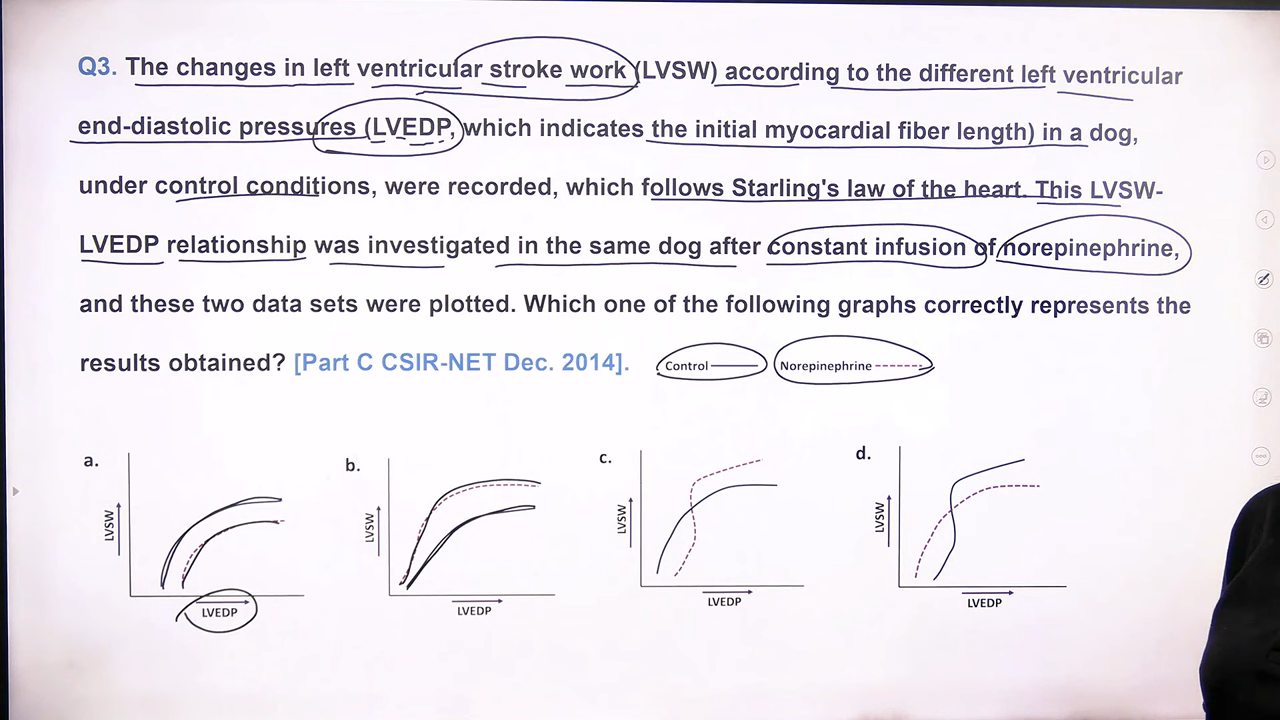 Q3. The changes in left ventricular stroke work (LVSW) according to the different left ventricular
end-diastolic pressures (LVEDP, which indicates the initial myocardial fiber length) in a dog,
under control conditions, were recorded, which follows Starling's law of the heart. This LVSW-
LVEDP relationship was investigated in the same dog after constant infusion of norepinephrine,
and these two data sets were plotted. Which one of the following graphs correctly represents the
results obtained? [Part C CSIR-NET Dec. 2014].
Control
Norepinephrine
a.
LVSW
LVEDP
b.
LVSW
LVEDP
c.
LVSW
LVEDP
d.
LVSW
LVEDP